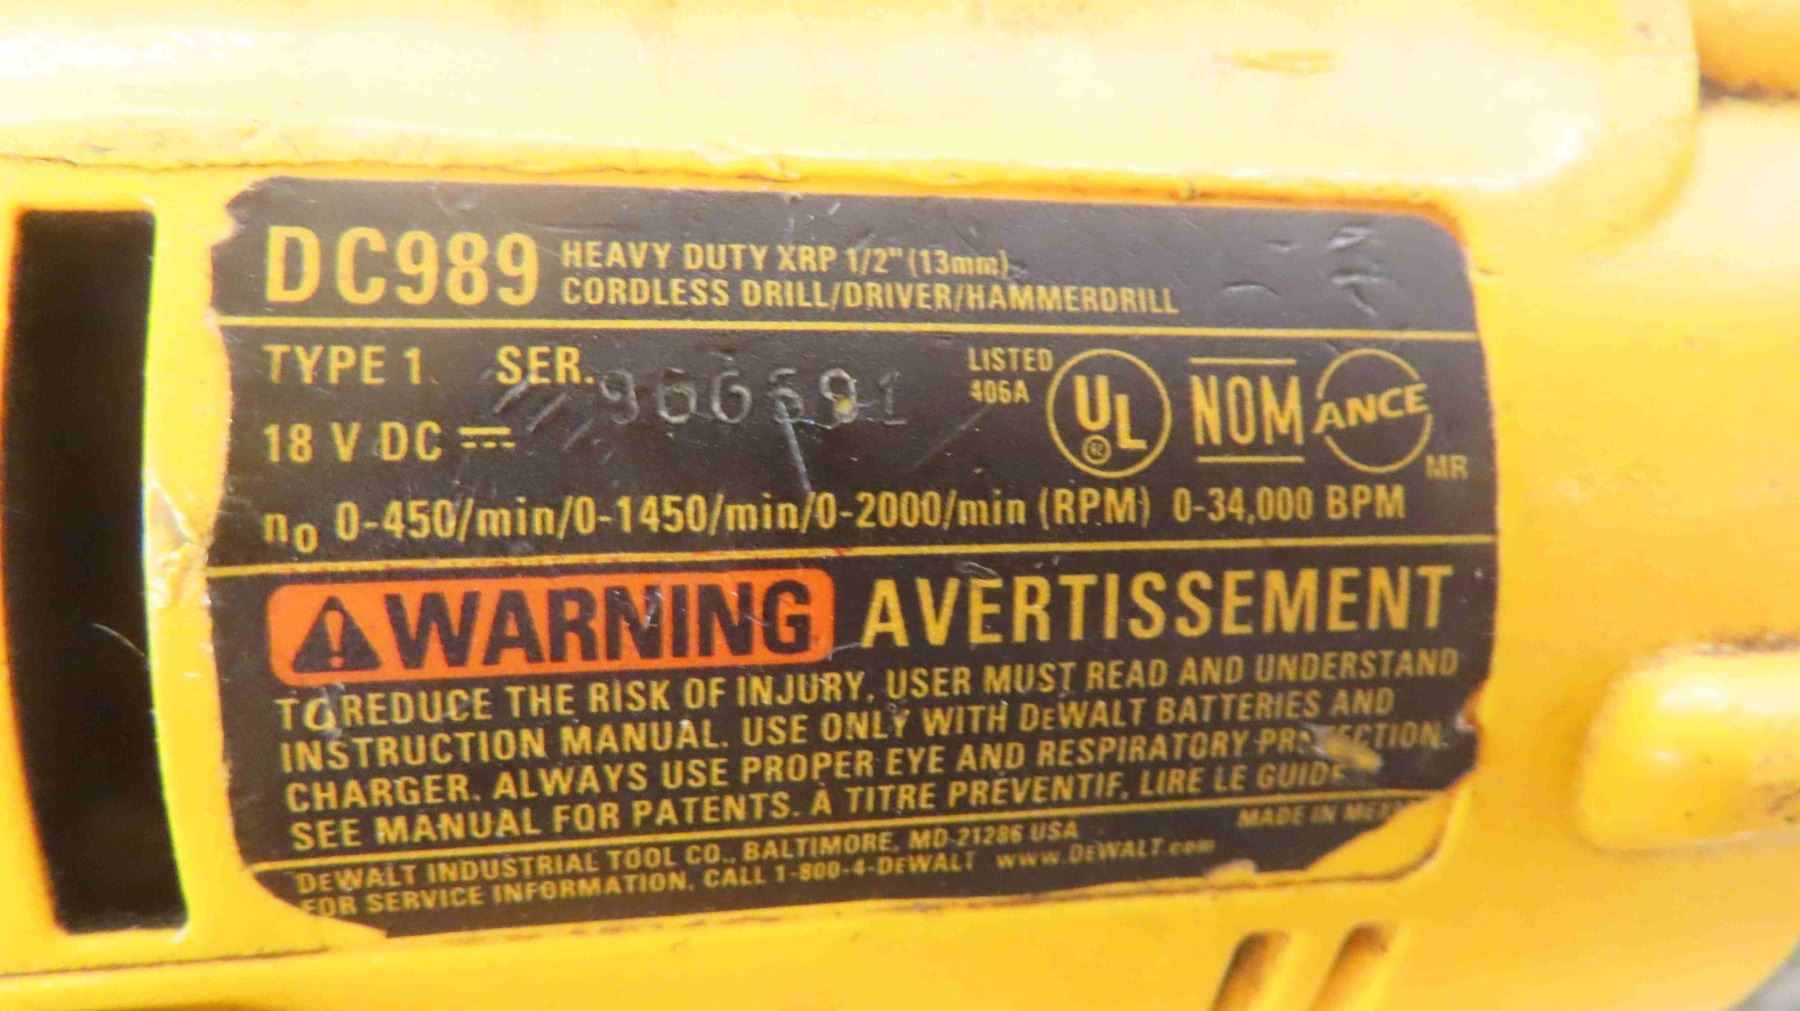 DC989 HEAVY DUTY XRP 1/2" (13mm)
CORDLESS DRILL/DRIVER/HAMMERDRILL
TYPE 1 SER. LISTED
406A
UL
®
NOM
ANCE
MR
18 V DC
n₀ 0-450/min/0-1450/min/0-2000/min (RPM) 0-34,000 BPM
WARNING AVERTISSEMENT
TO REDUCE THE RISK OF INJURY, USER MUST READ AND UNDERSTAND
INSTRUCTION MANUAL. USE ONLY WITH DEWALT BATTERIES AND
CHARGER. ALWAYS USE PROPER EYE AND RESPIRATORY
SEE MANUAL FOR PATENTS. À TITRE PRÉVENTIF, LIRE LE GUIDE
DEWALT INDUSTRIAL TOOL CO., BALTIMORE, MD 21286 USA MADE IN
FOR SERVICE INFORMATION, CALL 1-800-4-DEWALT www.DEWALT.com